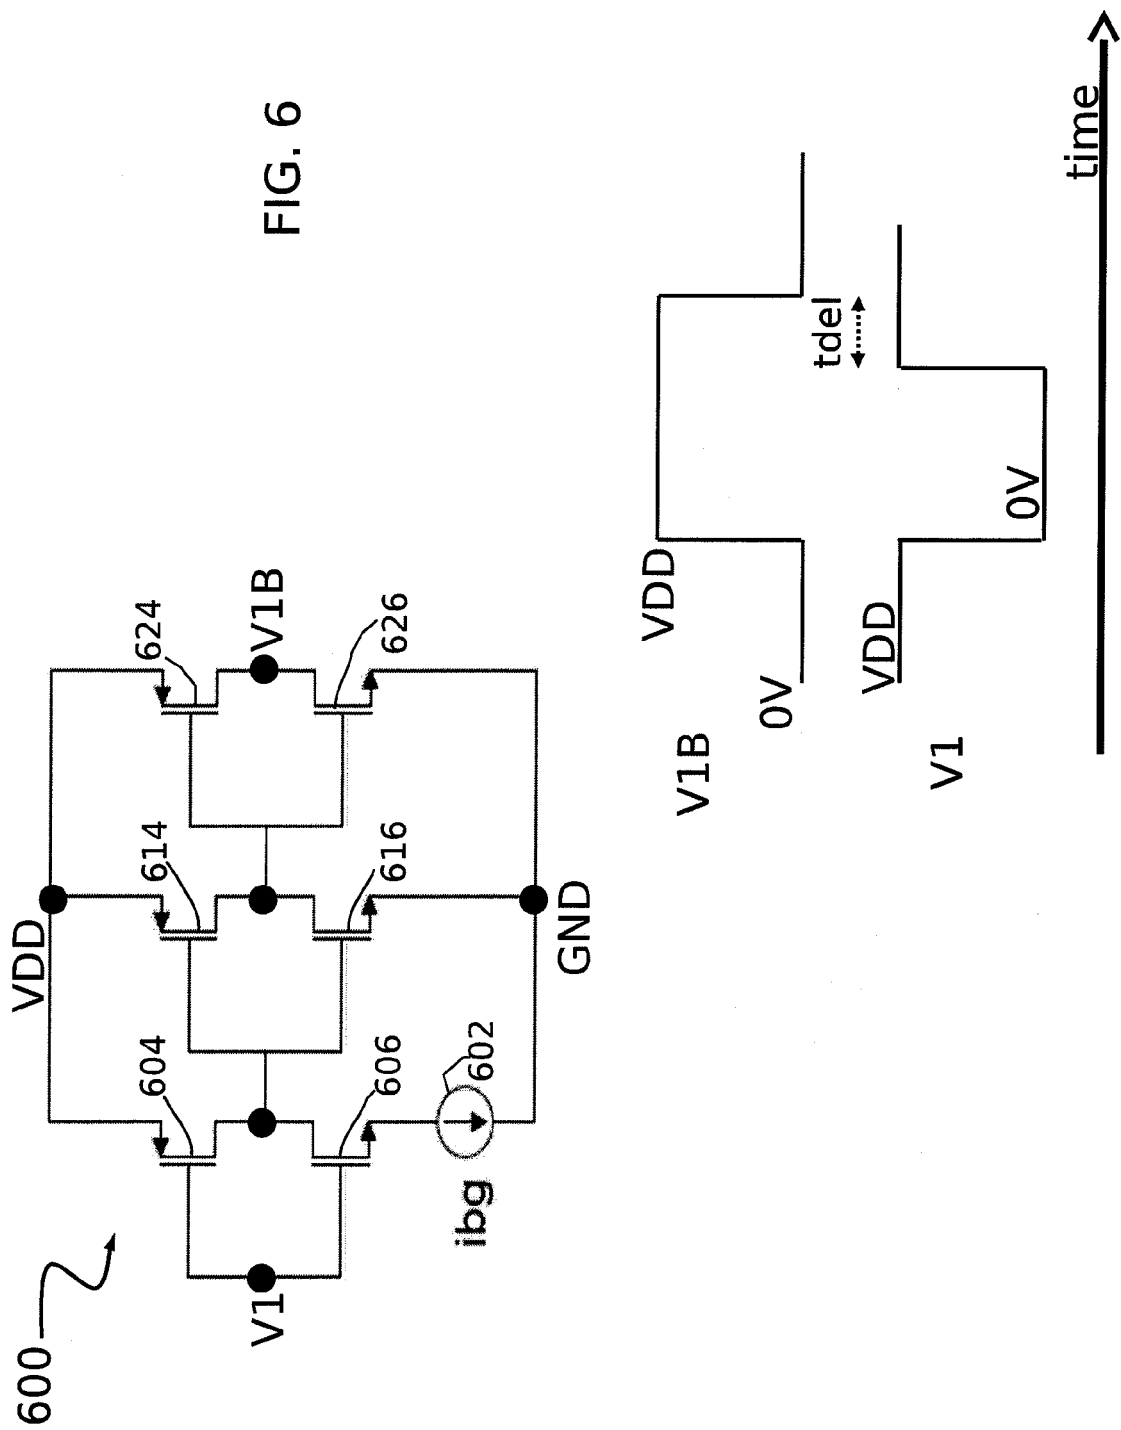 600
VDD
604
614
624
V1
V1B
606
616
626
ibg
602
GND
FIG. 6
V1B
VDD
0V
tdel
V1
VDD
0V
time